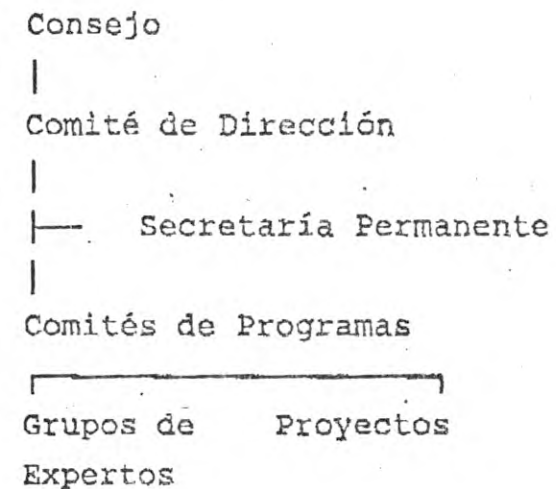 Consejo
Comité de Dirección
Secretaría Permanente
Comités de Programas
Grupos de Proyectos
Expertos